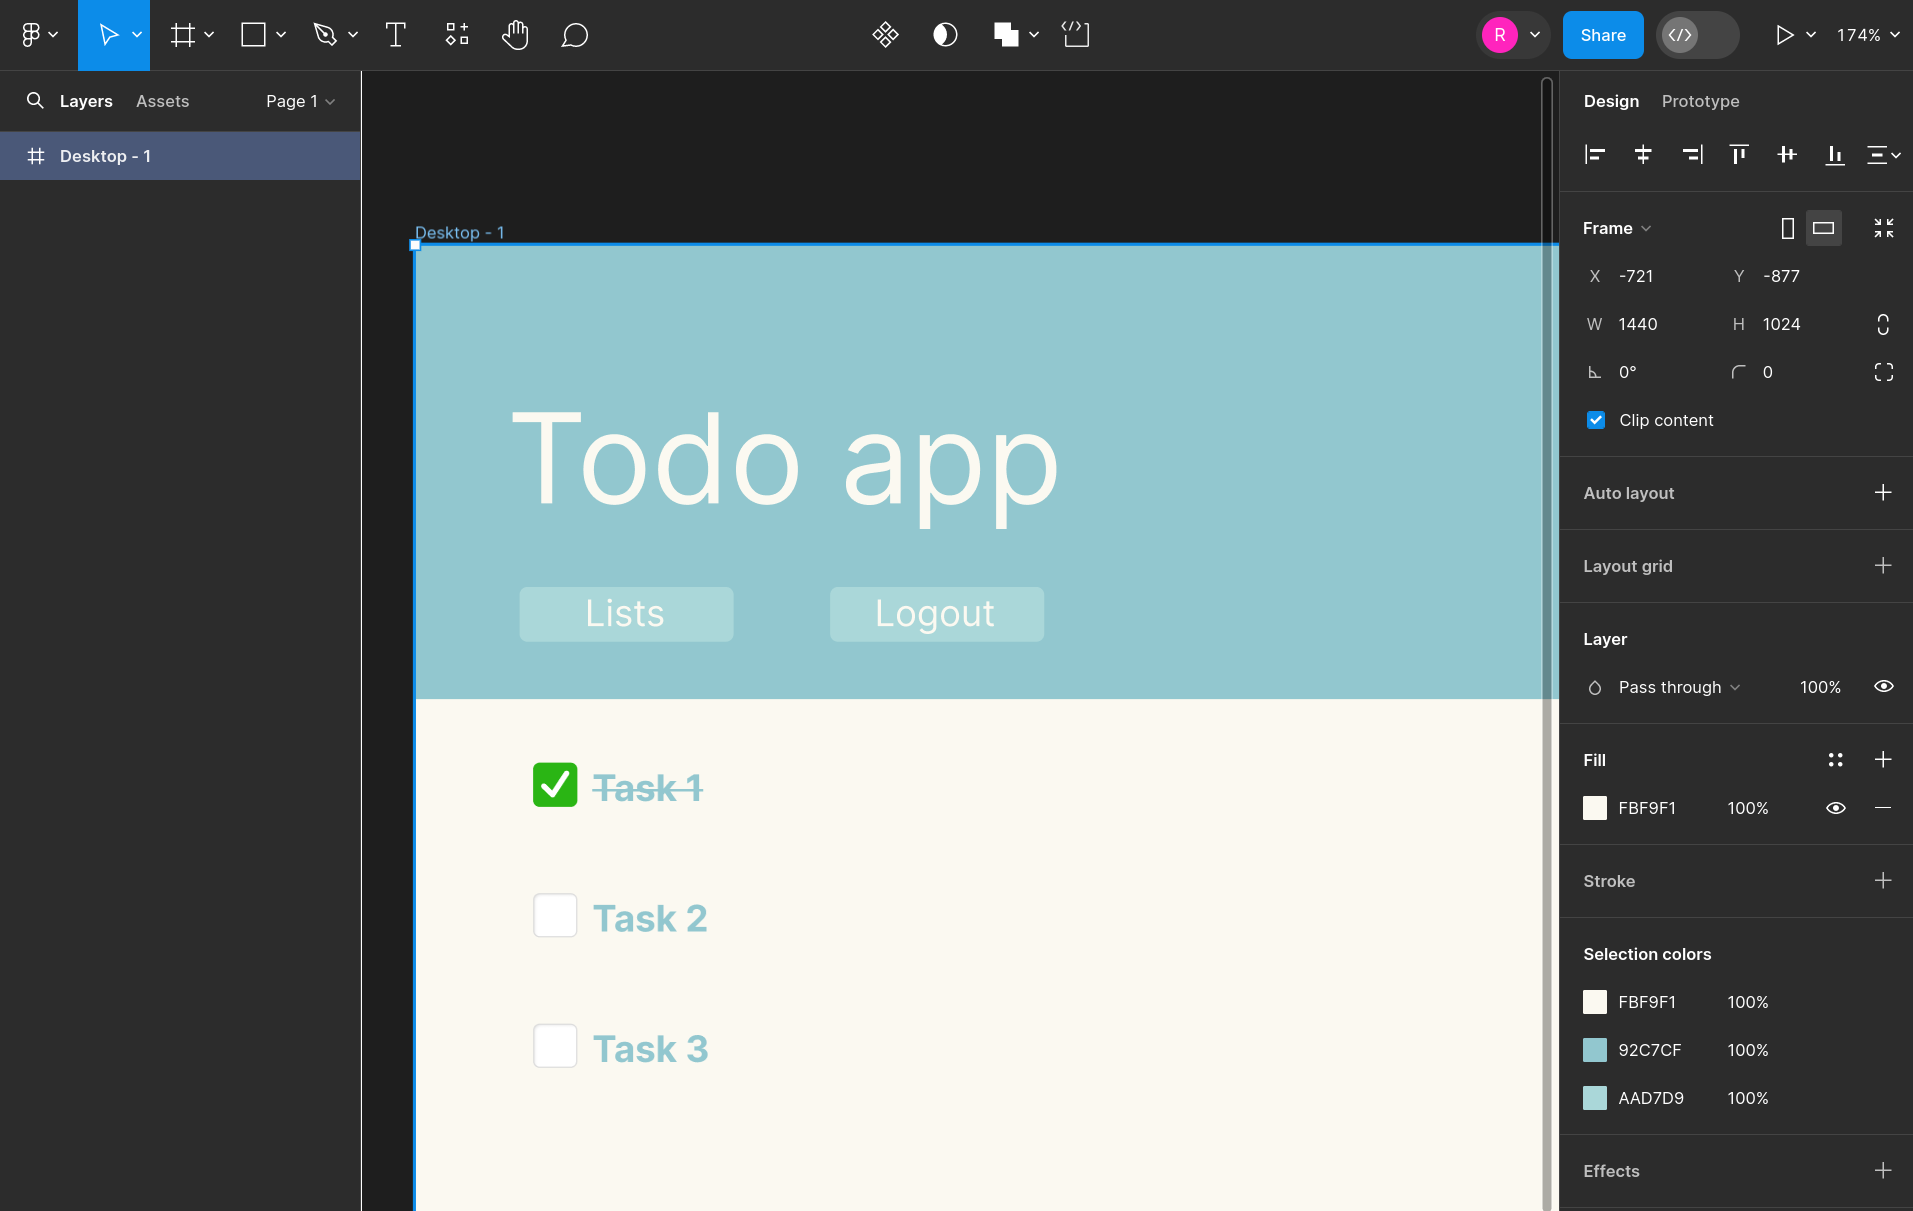 R
Share
</>
174%
Layers
Assets
Page 1
Desktop - 1
Desktop - 1
Todo app
Lists
Logout
Task 1
Task 2
Task 3
Design
Prototype
Frame
X -721
Y -877
W 1440
H 1024
0°
0
Clip content
Auto layout
Layout grid
Layer
Pass through
100%
Fill
FBF9F1 100%
Stroke
Selection colors
FBF9F1 100%
92C7CF 100%
AAD7D9 100%
Effects